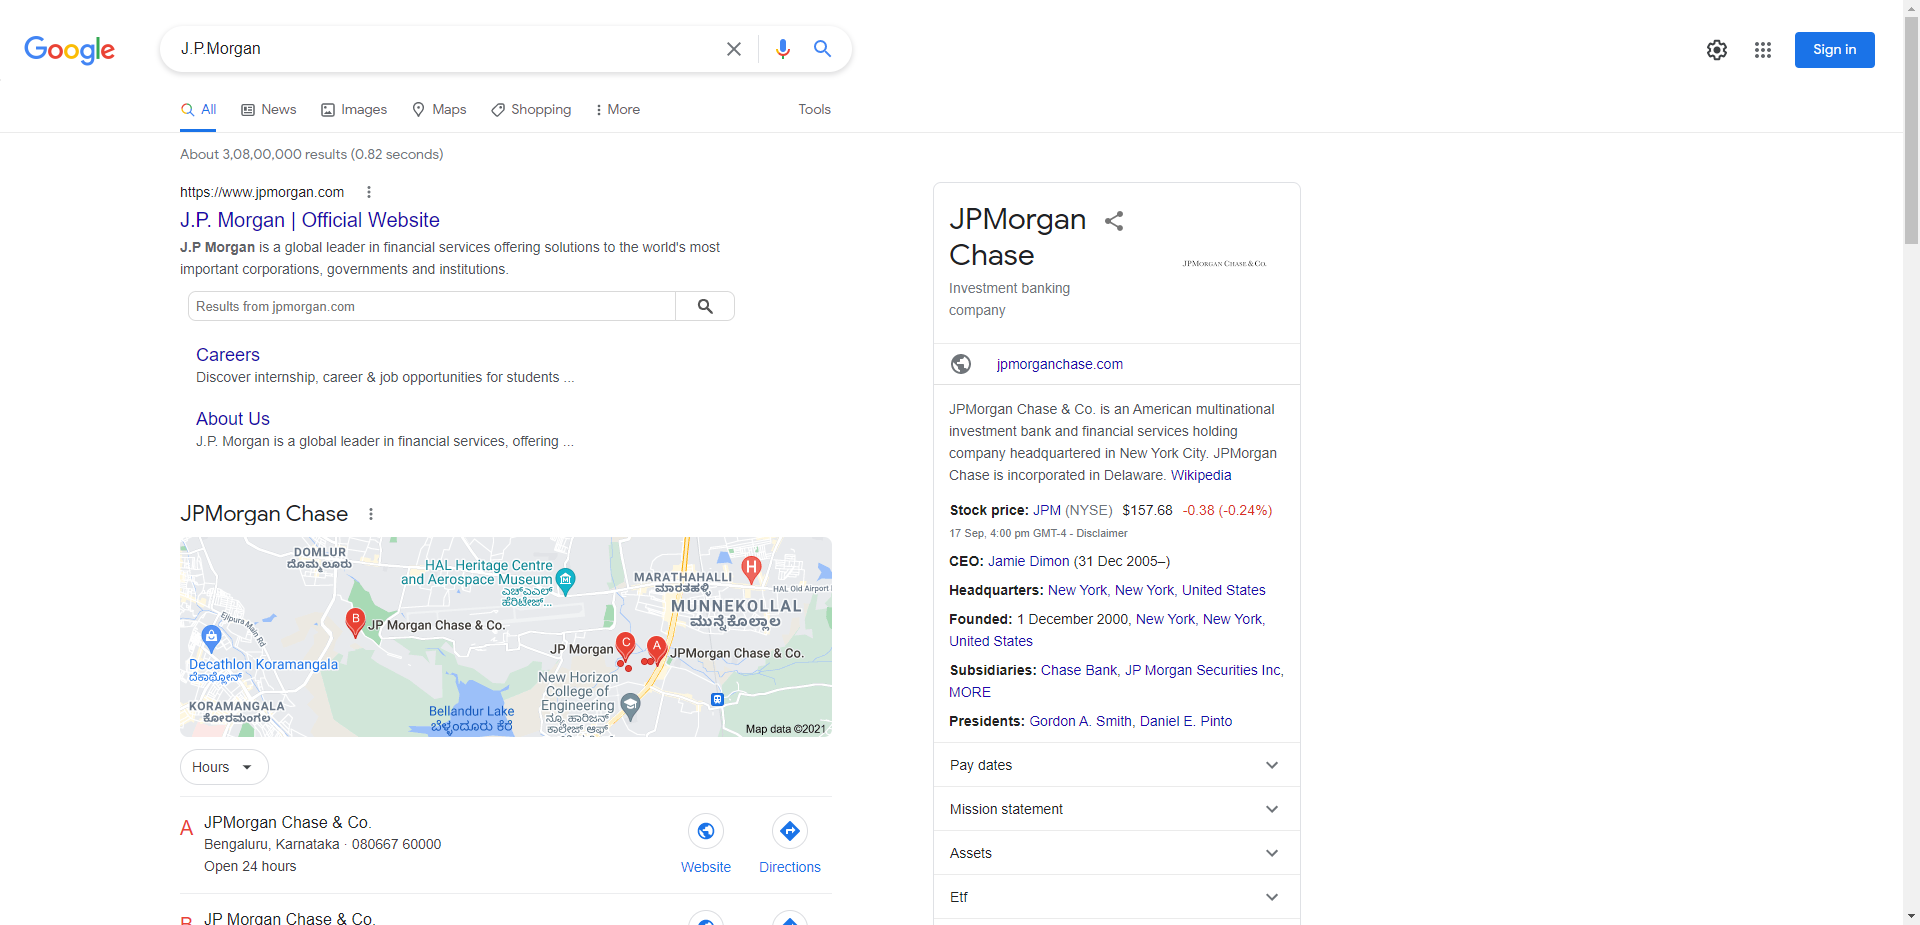 Google
J.P.Morgan
Sign in
All
News
Images
Maps
Shopping
More
Tools
About 3,08,00,000 results (0.82 seconds)
https://www.jpmorgan.com
J.P. Morgan | Official Website
J.P Morgan is a global leader in financial services offering solutions to the world's most
important corporations, governments and institutions.
Results from jpmorgan.com
Careers
Discover internship, career & job opportunities for students ...
About Us
J.P. Morgan is a global leader in financial services, offering ...
JPMorgan Chase
DOMLUR
ದೊಮ್ಮಲೂರು
HAL Heritage Centre
and Aerospace Museum
ಎಚ್ಎಎಲ್
ಹೆರಿಟೇಜ್...
MARATHAHALLI
ಮಾರತಹಳ್ಳಿ
H
HAL Old Airport
MUNNEKOLLAL
ಮುನ್ನೆಕೊಲ್ಲಾಲ
Ejipura Main Rd
B
JP Morgan Chase & Co.
C
JP Morgan
A
JPMorgan Chase & Co.
Decathlon Koramangala
ದೆಕಾಥ್ಲೋನ್
New Horizon
College of
Engineering
ನ್ಯೂ ಹಾರಿಜನ್
ಕಾಲೇಜ್ ಆಫ್
KORAMANGALA
ಕೋರಮಂಗಲ
Bellandur Lake
ಬೆಳ್ಳಂದೂರು ಕೆರೆ
Map data ©2021
Hours
A
JPMorgan Chase & Co.
Bengaluru, Karnataka · 080667 60000
Open 24 hours
Website
Directions
B
JP Morgan Chase & Co.
JPMorgan
Chase
JPMORGAN CHASE & CO.
Investment banking
company
jpmorganchase.com
JPMorgan Chase & Co. is an American multinational
investment bank and financial services holding
company headquartered in New York City. JPMorgan
Chase is incorporated in Delaware. Wikipedia
Stock price: JPM (NYSE) $157.68 -0.38 (-0.24%)
17 Sep, 4:00 pm GMT-4 - Disclaimer
CEO: Jamie Dimon (31 Dec 2005–)
Headquarters: New York, New York, United States
Founded: 1 December 2000, New York, New York,
United States
Subsidiaries: Chase Bank, JP Morgan Securities Inc,
MORE
Presidents: Gordon A. Smith, Daniel E. Pinto
Pay dates
Mission statement
Assets
Etf